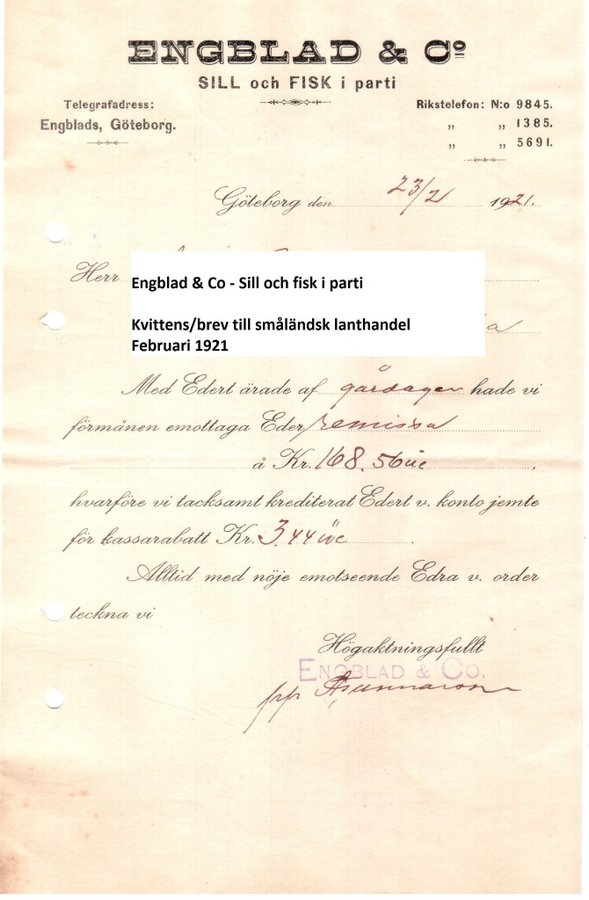 ENGBLAD & Co
SILL och FISK i parti
Telegrafadress:
Engblads, Göteborg.
Rikstelefon: N:o 9845.
„ „ 1385.
„ „ 5691.
Göteborg den 23/2 1921.
Herr
Engblad & Co - Sill och fisk i parti
Kvittens/brev till småländsk lanthandel
Februari 1921
Med Edert ärade af gårdagen hade vi
förmånen emottaga Eder remissa
å Kr. 168.56
hvarföre vi tacksamt krediterat Edert v. konto jemte
för kassarabatt Kr. 3.44
Alltid med nöje emotseende Edra v. order
teckna vi
Högaktningsfullt
ENGBLAD & CO.
pp Gunnarson